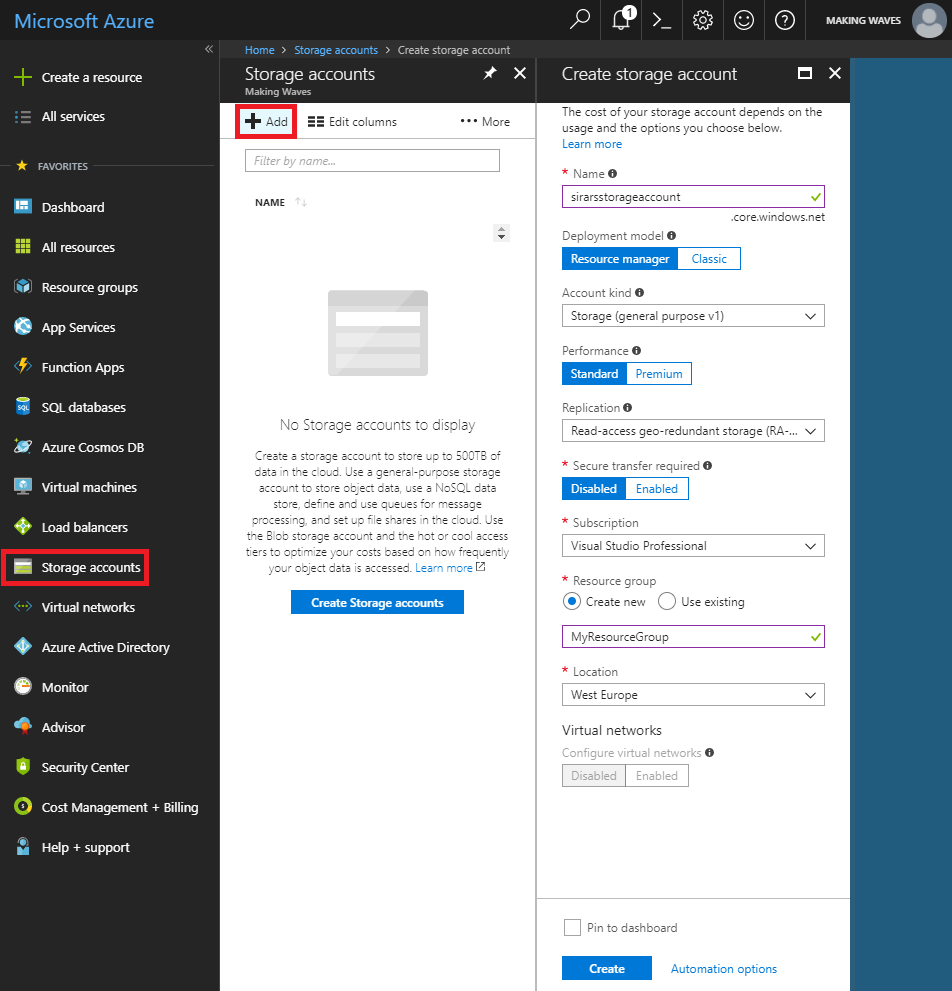 Microsoft Azure
1
MAKING WAVES
Home > Storage accounts > Create storage account
«
Create a resource
All services
FAVORITES
Dashboard
All resources
Resource groups
App Services
Function Apps
SQL
SQL databases
Azure Cosmos DB
Virtual machines
Load balancers
Storage accounts
Virtual networks
Azure Active Directory
Monitor
Advisor
Security Center
Cost Management + Billing
Help + support
Storage accounts
Making Waves
Add
Edit columns
More
Filter by name...
NAME
No Storage accounts to display
Create a storage account to store up to 500TB of
data in the cloud. Use a general-purpose storage
account to store object data, use a NoSQL data
store, define and use queues for message
processing, and set up file shares in the cloud. Use
the Blob storage account and the hot or cool access
tiers to optimize your costs based on how frequently
your object data is accessed. Learn more
Create Storage accounts
Create storage account
The cost of your storage account depends on the
usage and the options you choose below.
Learn more
* Name
sirarsstorageaccount
.core.windows.net
Deployment model
Resource manager Classic
Account kind
Storage (general purpose v1)
Performance
Standard Premium
Replication
Read-access geo-redundant storage (RA-...
* Secure transfer required
Disabled Enabled
* Subscription
Visual Studio Professional
* Resource group
Create new Use existing
MyResourceGroup
* Location
West Europe
Virtual networks
Configure virtual networks
Disabled Enabled
Pin to dashboard
Create Automation options